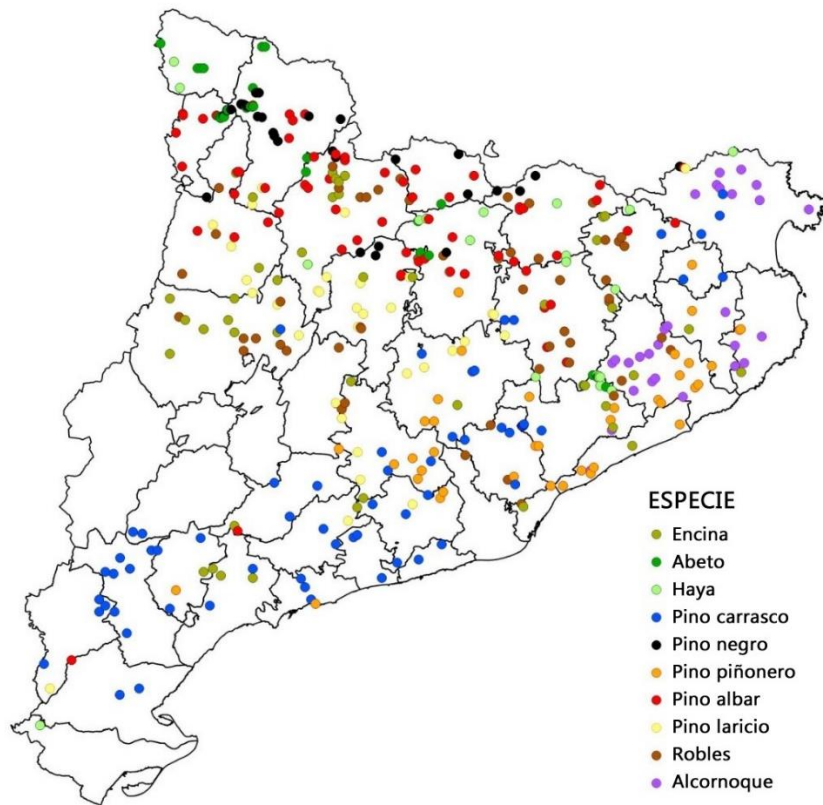 ESPECIE
Encina
Abeto
Haya
Pino carrasco
Pino negro
Pino piñonero
Pino albar
Pino laricio
Robles
Alcornoque